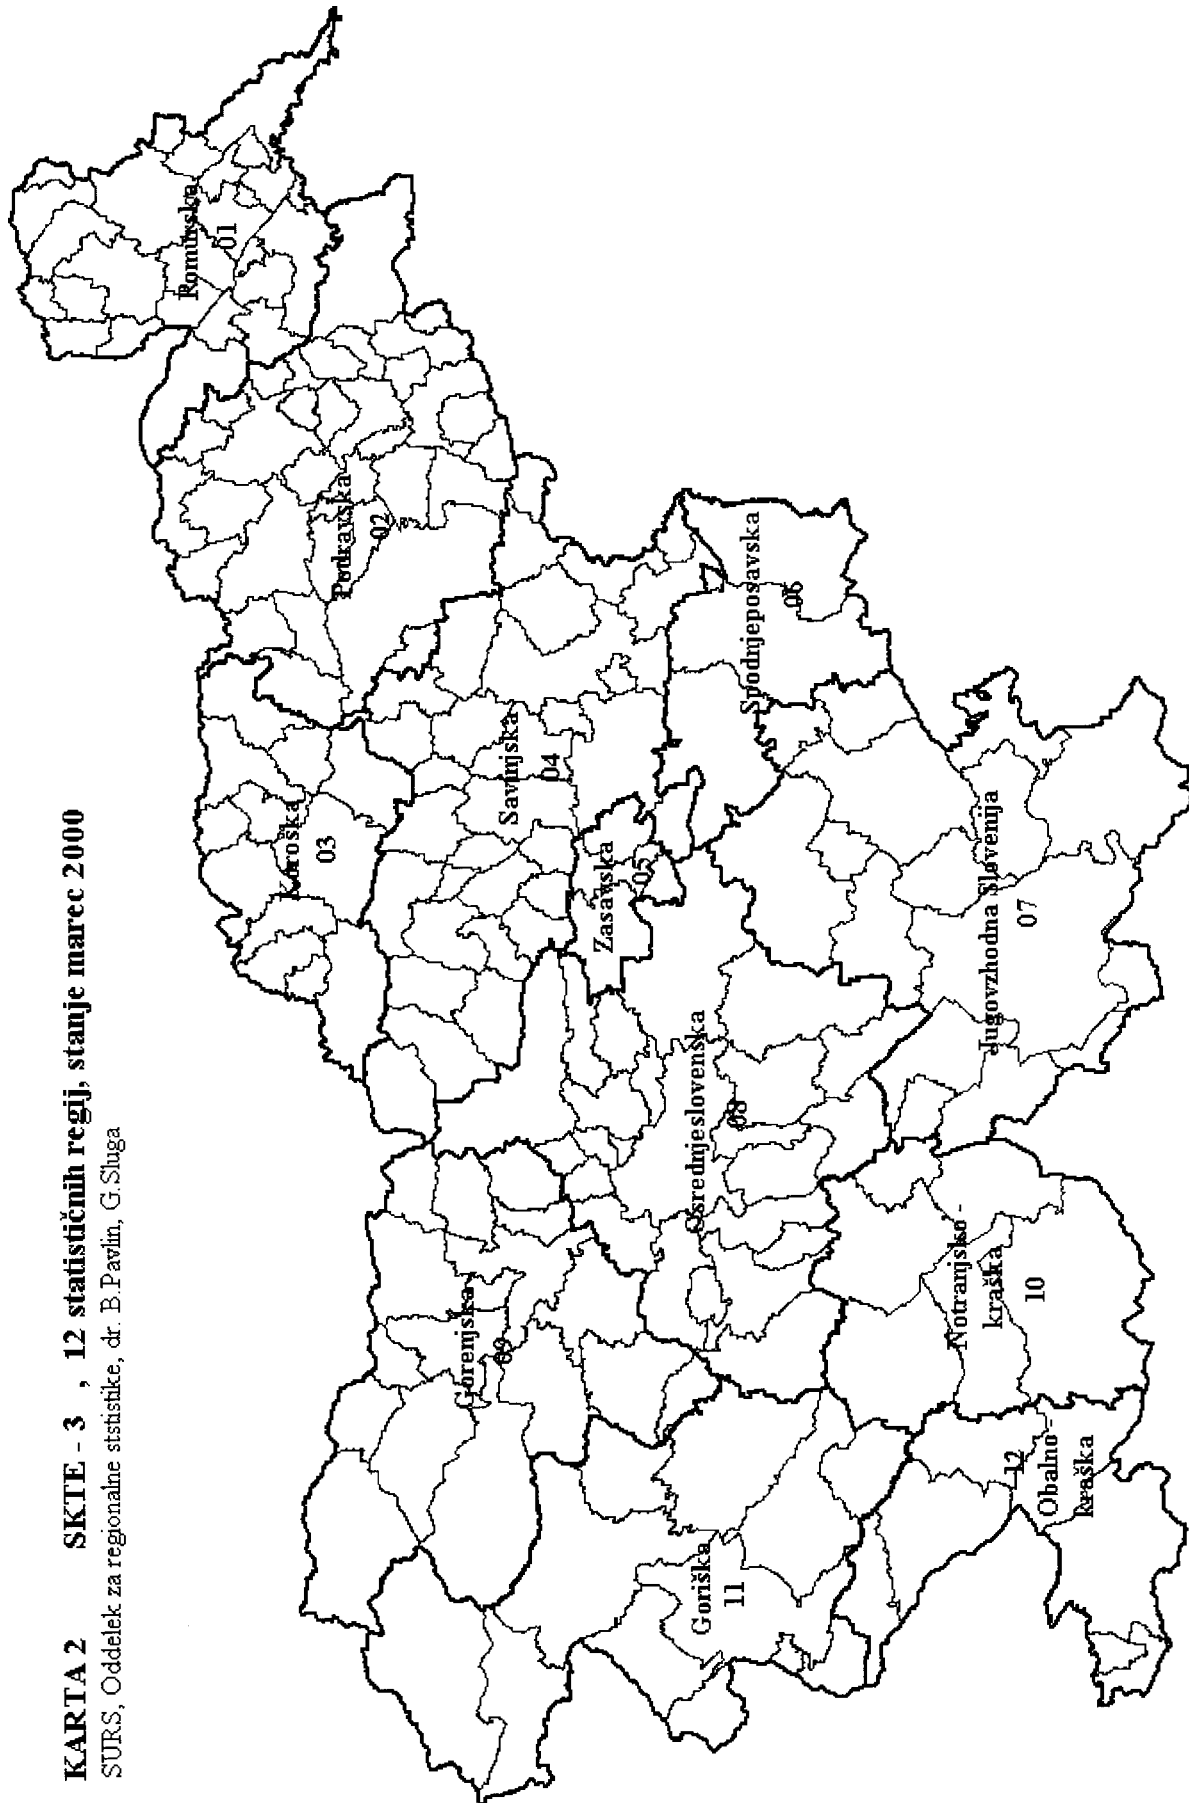 KARTA 2 SKTE - 3 , 12 statističnih regij, stanje marec 2000
SURS, Oddelek za regionalne ststistike, dr. B.Pavlin, G.Sluga
Pomurska
01
Podravska
02
Koroška
03
Savinjska
04
Zasavska
05
Spodnjeposavska
06
Jugovzhodna Slovenija
07
Osrednjeslovenska
08
Gorenjska
09
Notranjsko -
kraška
10
Goriška
11
12
Obalno -
kraška